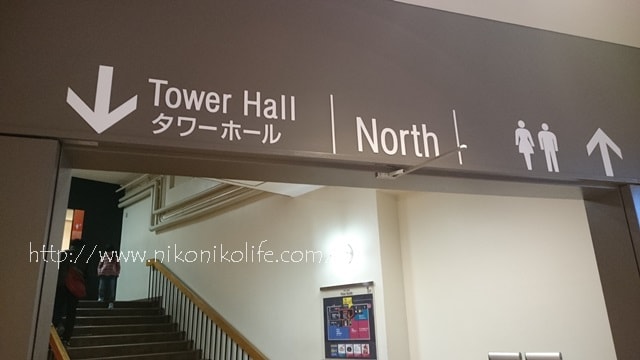 Tower Hall
タワーホール
North
http://www.nikonikolife.com